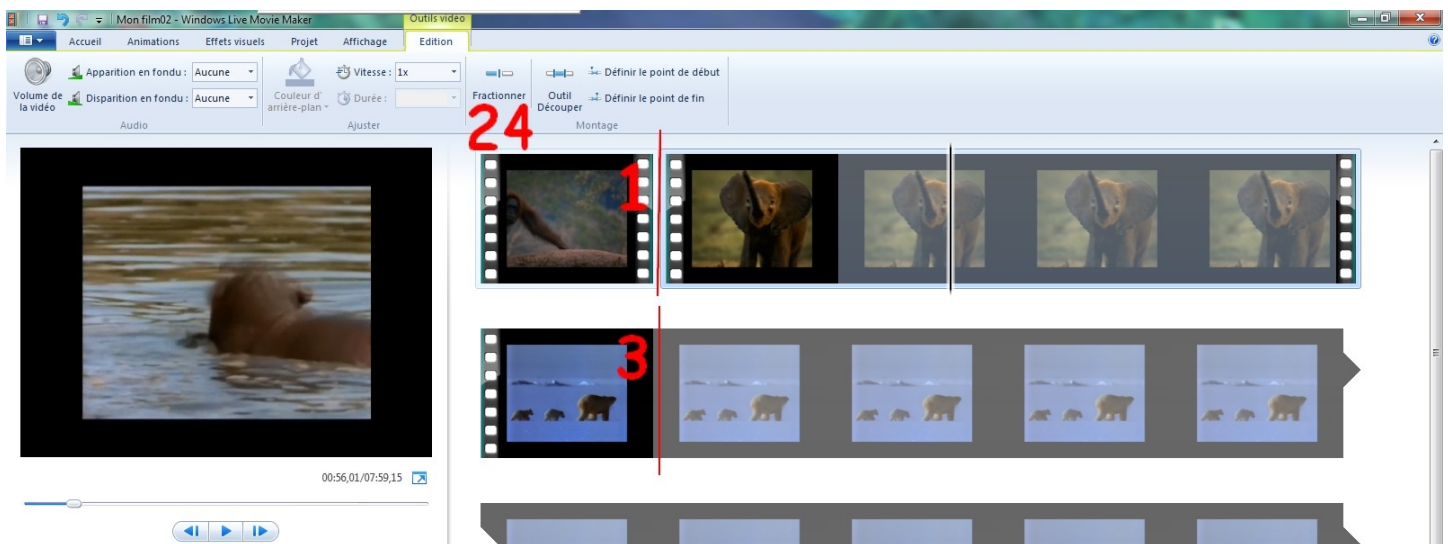 Mon film02 - Windows Live Movie Maker
Outils vidéo
Accueil Animations Effets visuels Projet Affichage Edition
Volume de la vidéo
Apparition en fondu : Aucune
Disparition en fondu : Aucune
Audio
Couleur d'
arrière-plan
Vitesse : 1x
Durée :
Ajuster
Fractionner
Outil
Découper
Définir le point de début
Définir le point de fin
Montage
24
1
3
00:56,01/07:59,15